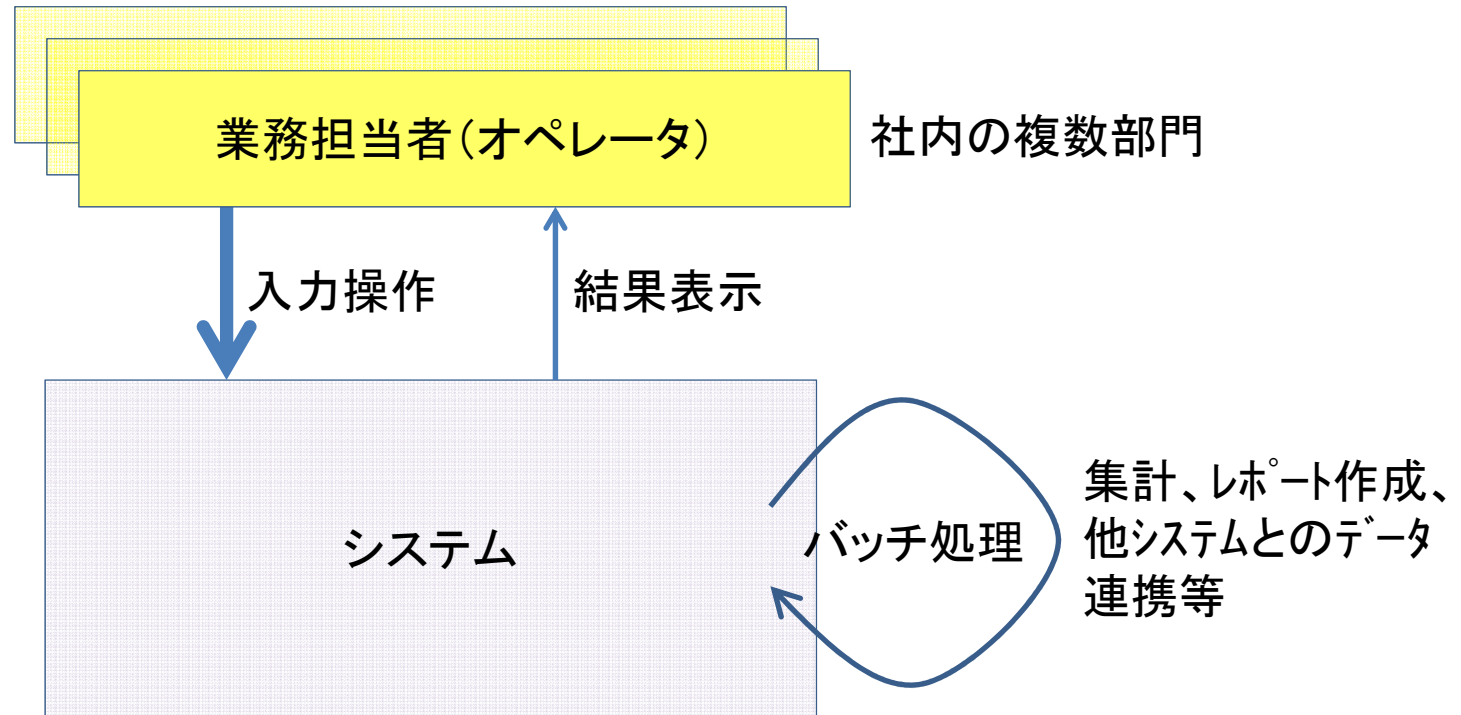 業務担当者（オペレータ）
社内の複数部門
入力操作
結果表示
システム
バッチ処理
集計、ﾚﾎﾟｰﾄ作成、
他ｼｽﾃﾑとのﾃﾞｰﾀ
連携等